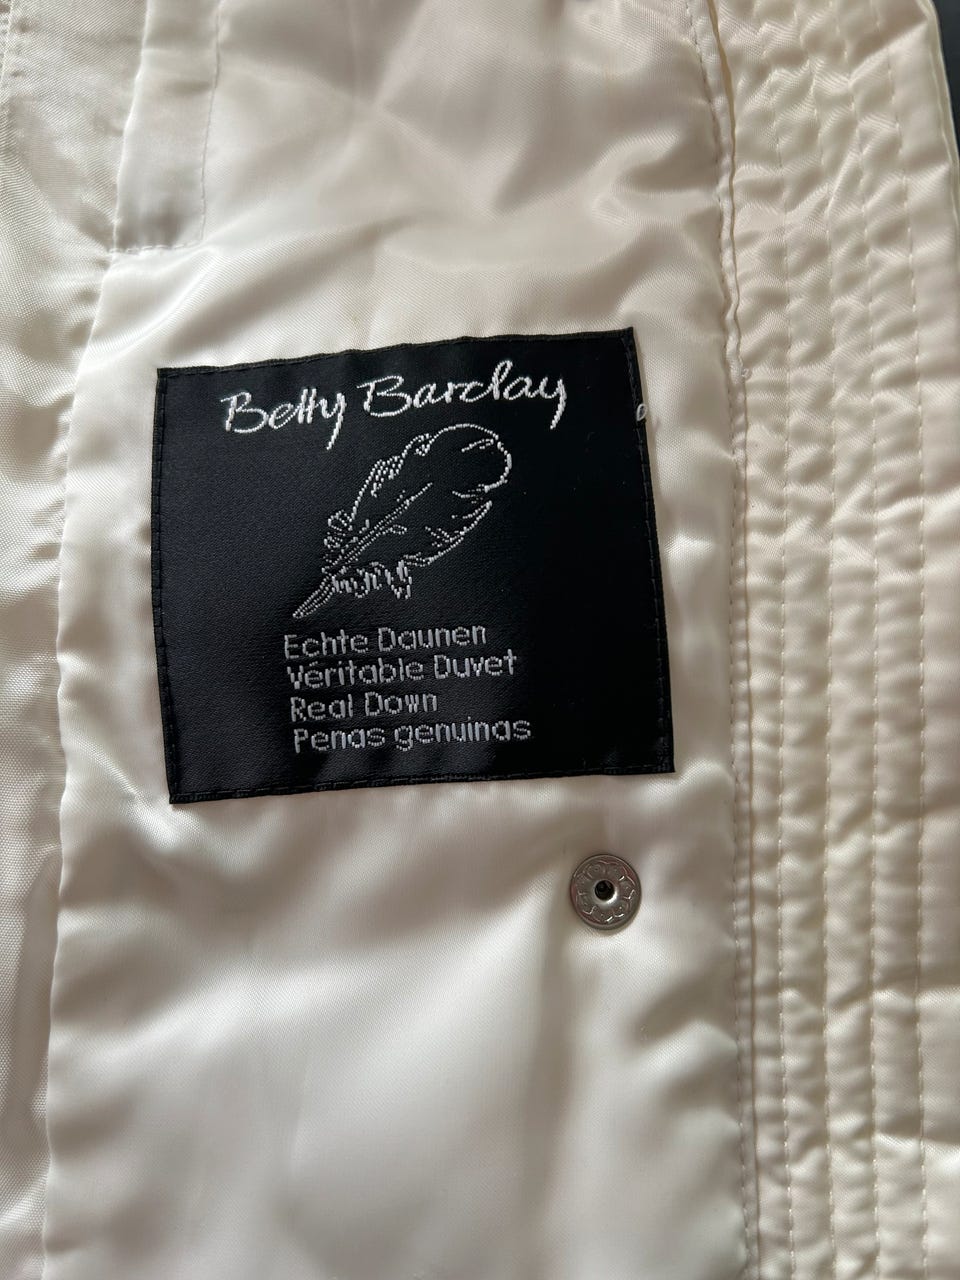 Betty Barclay
Echte Daunen
Véritable Duvet
Real Down
Penas genuinas